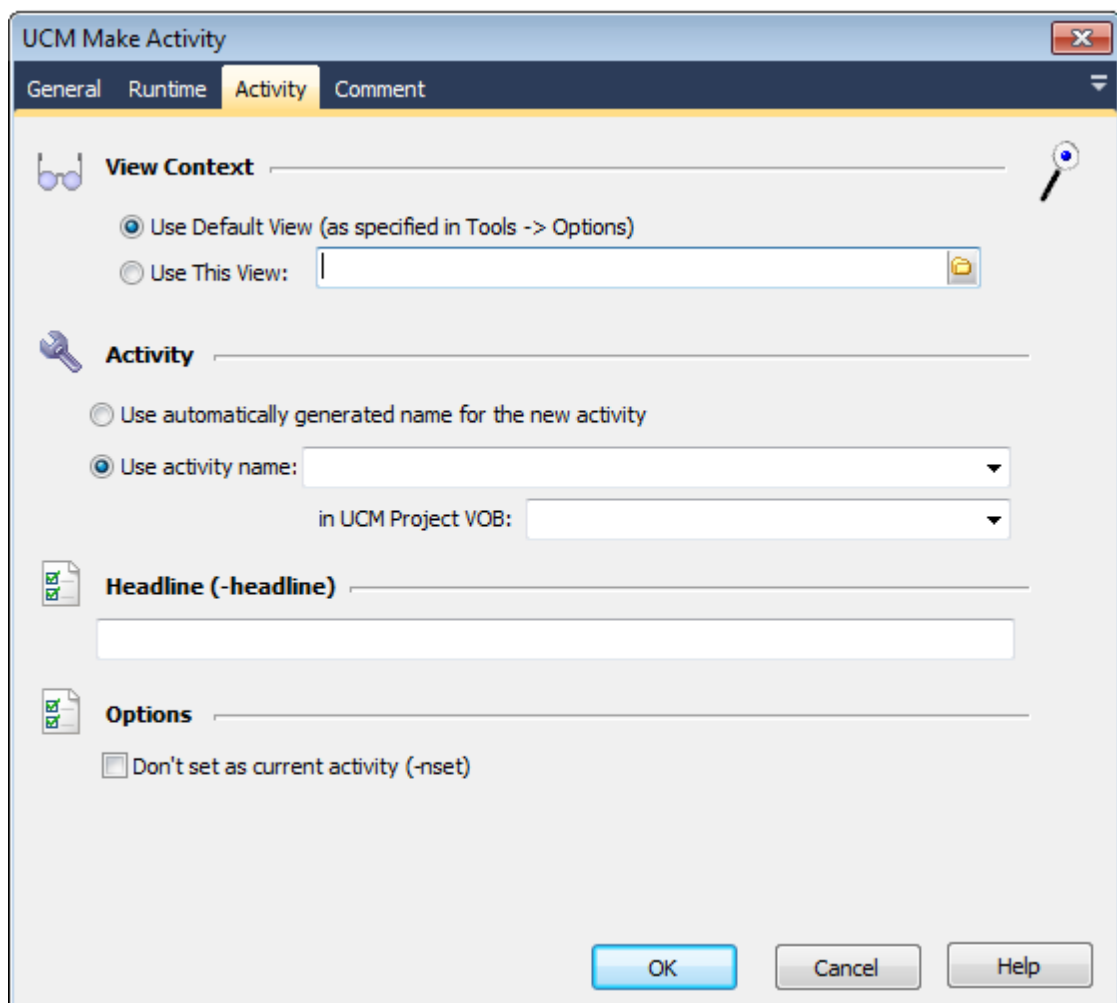 UCM Make Activity
General Runtime Activity Comment
View Context
Use Default View (as specified in Tools -> Options)
Use This View:
Activity
Use automatically generated name for the new activity
Use activity name:
in UCM Project VOB:
Headline (-headline)
Options
Don't set as current activity (-nset)
OK Cancel Help